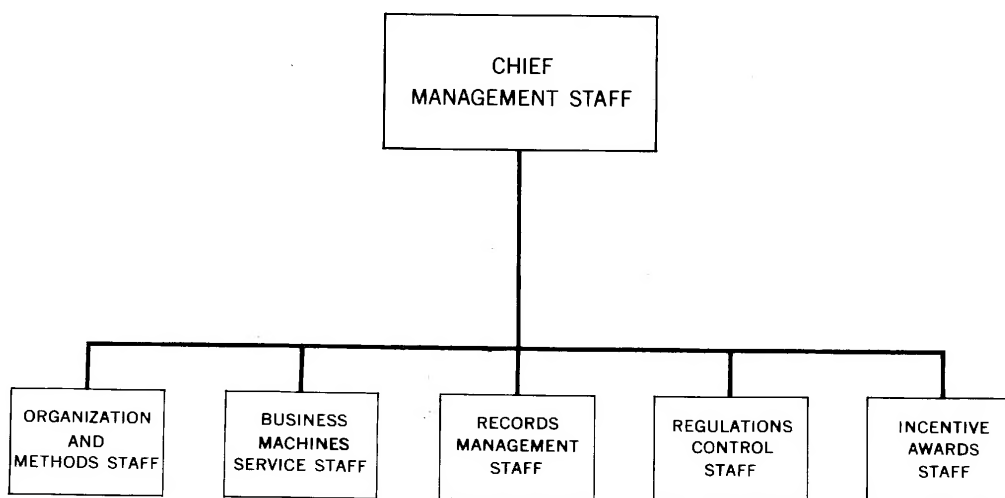 CHIEF
MANAGEMENT STAFF
ORGANIZATION
AND
METHODS STAFF
BUSINESS
MACHINES
SERVICE STAFF
RECORDS
MANAGEMENT
STAFF
REGULATIONS
CONTROL
STAFF
INCENTIVE
AWARDS
STAFF